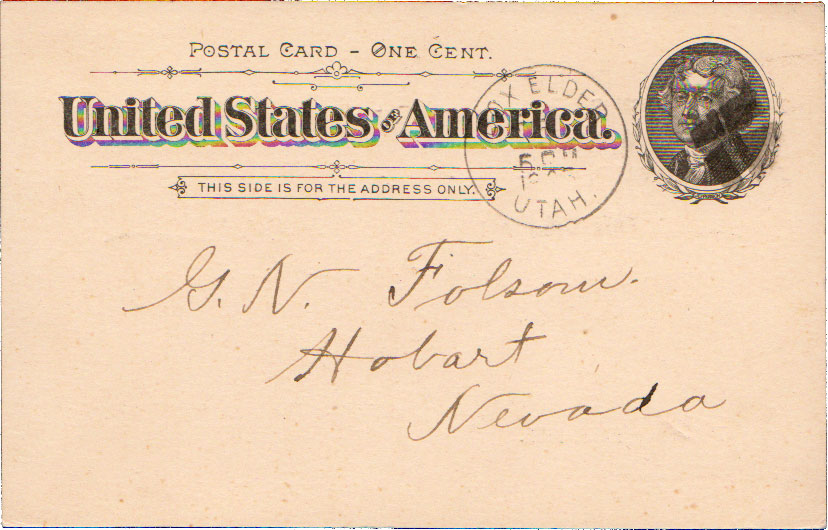 POSTAL CARD - ONE CENT.
United States OF America.
THIS SIDE IS FOR THE ADDRESS ONLY.
BOX ELDER
UTAH.
G. N. Folsom.
Hobart
Nevada